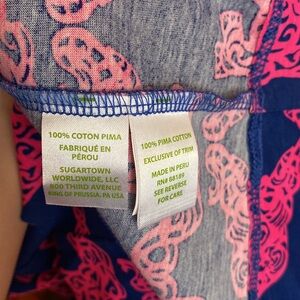 100% COTON PIMA
FABRIQUÉ EN
PÉROU
SUGARTOWN
WORLDWIDE, LLC
800 THIRD AVENUE
KING OF PRUSSIA, PA USA
100% PIMA COTTON
EXCLUSIVE OF TRIM
MADE IN PERU
RN# 88189
SEE REVERSE
FOR CARE